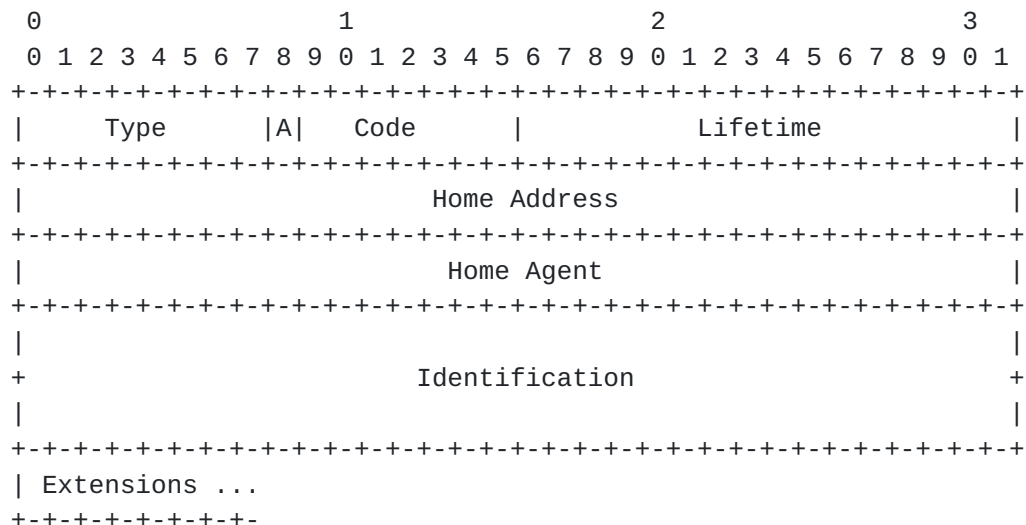 0                   1                   2                   3
 0 1 2 3 4 5 6 7 8 9 0 1 2 3 4 5 6 7 8 9 0 1 2 3 4 5 6 7 8 9 0 1
+-+-+-+-+-+-+-+-+-+-+-+-+-+-+-+-+-+-+-+-+-+-+-+-+-+-+-+-+-+-+-+-+
|     Type      |A|   Code      |           Lifetime            |
+-+-+-+-+-+-+-+-+-+-+-+-+-+-+-+-+-+-+-+-+-+-+-+-+-+-+-+-+-+-+-+-+
|                          Home Address                         |
+-+-+-+-+-+-+-+-+-+-+-+-+-+-+-+-+-+-+-+-+-+-+-+-+-+-+-+-+-+-+-+-+
|                           Home Agent                          |
+-+-+-+-+-+-+-+-+-+-+-+-+-+-+-+-+-+-+-+-+-+-+-+-+-+-+-+-+-+-+-+-+
|                                                               |
+                         Identification                        +
|                                                               |
+-+-+-+-+-+-+-+-+-+-+-+-+-+-+-+-+-+-+-+-+-+-+-+-+-+-+-+-+-+-+-+-+
| Extensions ...
+-+-+-+-+-+-+-+-